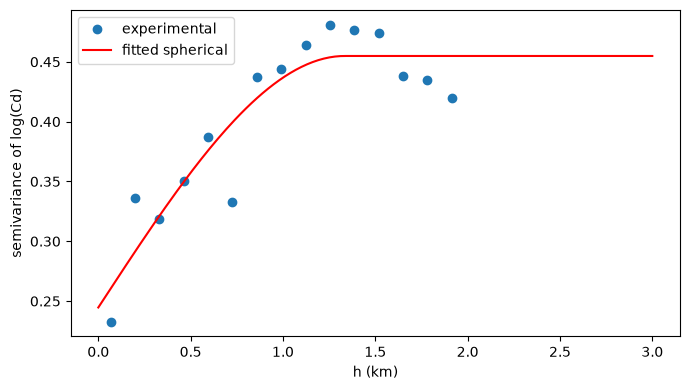 experimental
fitted spherical
semivariance of log(Cd)
0.45
0.40
0.35
0.30
0.25
0.0 0.5 1.0 1.5 2.0 2.5 3.0
h (km)